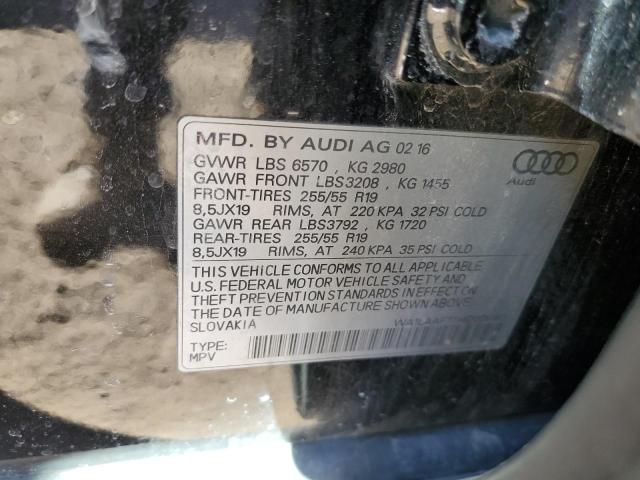 MFD. BY AUDI AG 02 16
GVWR LBS 6570 , KG 2980
GAWR FRONT LBS3208 , KG 1455
FRONT-TIRES 255/55 R19
8,5JX19 RIMS, AT 220 KPA 32 PSI COLD
GAWR REAR LBS3792 , KG 1720
REAR-TIRES 255/55 R19
8,5JX19 RIMS, AT 240 KPA 35 PSI COLD
THIS VEHICLE CONFORMS TO ALL APPLICABLE
U.S. FEDERAL MOTOR VEHICLE SAFETY AND
THEFT PREVENTION STANDARDS IN EFFECT ON
THE DATE OF MANUFACTURE SHOWN ABOVE.
SLOVAKIA
TYPE:
MPV
Audi